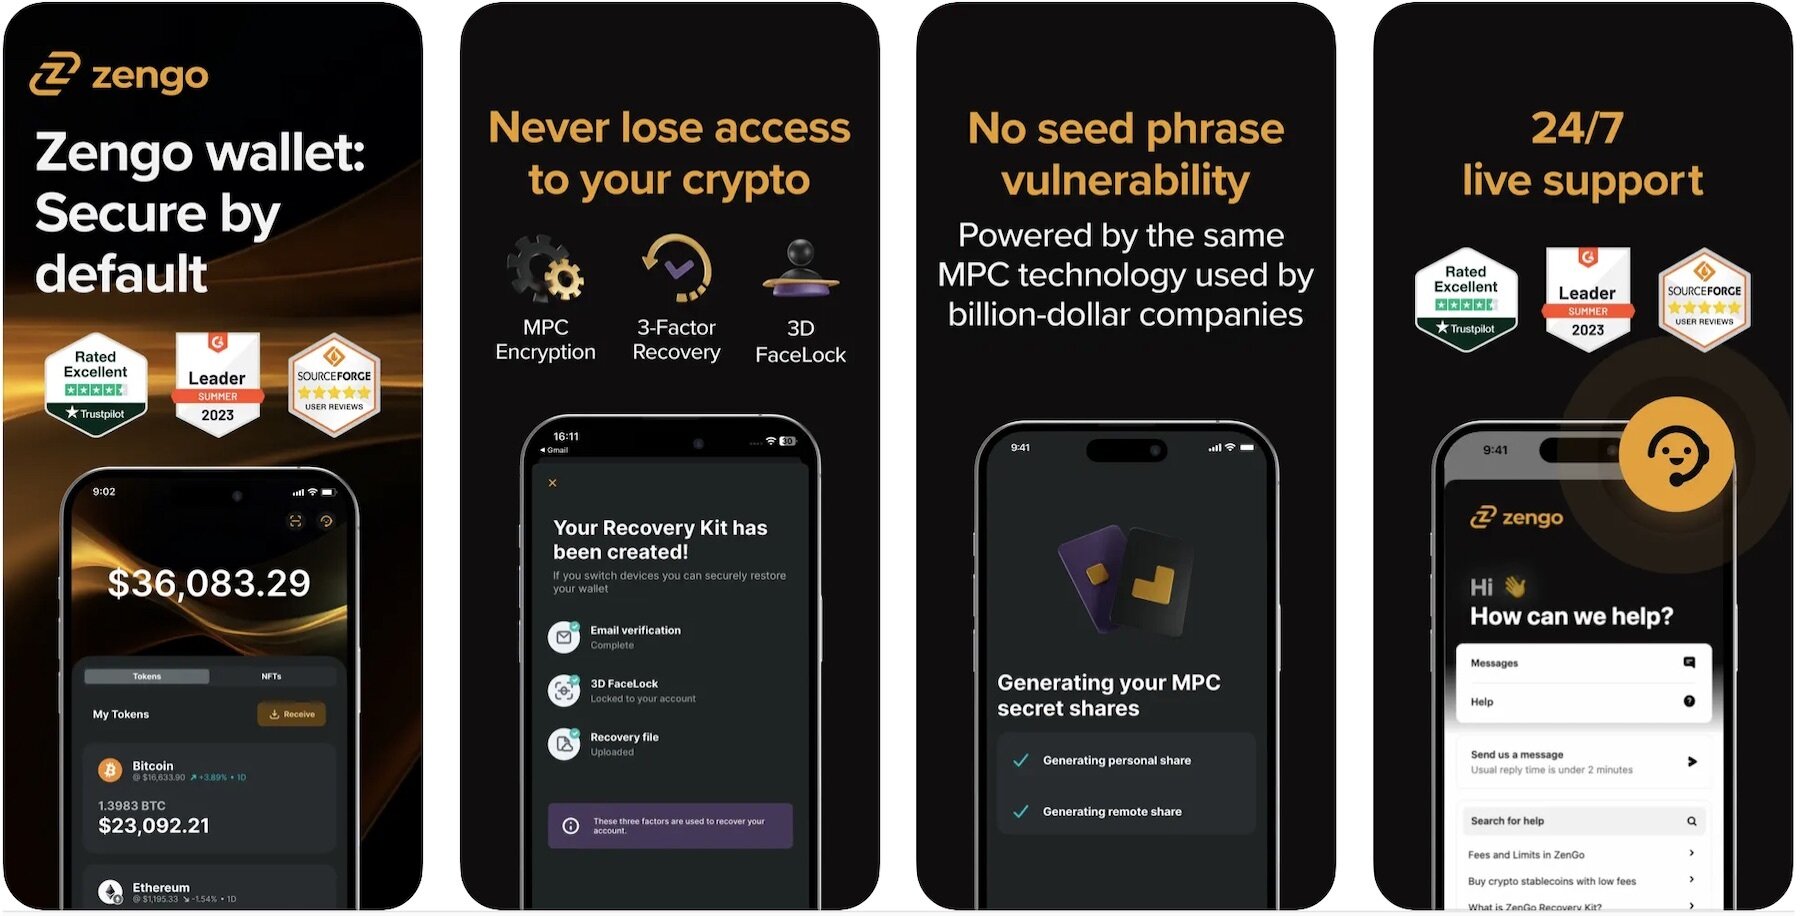 zengo
Zengo wallet:
Secure by
default
Rated
Excellent
Trustpilot
Leader
SUMMER
2023
SOURCEFORGE
USER REVIEWS
9:02
$36,083.29
Tokens
NFTs
My Tokens
Receive
Bitcoin
@ $16,633.90 ↗ +3.89% • 1D
1.3983 BTC
$23,092.21
Ethereum
@ $1,195.33 ↘ -1.54% • 1D
Never lose access
to your crypto
MPC
Encryption
3-Factor
Recovery
3D
FaceLock
16:11
30
Gmail
Your Recovery Kit has
been created!
If you switch devices you can securely restore
your wallet
Email verification
Complete
3D FaceLock
Locked to your account
Recovery file
Uploaded
These three factors are used to recover your
account.
No seed phrase
vulnerability
Powered by the same
MPC technology used by
billion-dollar companies
9:41
Generating your MPC
secret shares
Generating personal share
Generating remote share
24/7
live support
Rated
Excellent
Trustpilot
Leader
SUMMER
2023
SOURCEFORGE
USER REVIEWS
9:41
zengo
Hi 👋
How can we help?
Messages
Help
Send us a message
Usual reply time is under 2 minutes
Search for help
Fees and Limits in ZenGo
Buy crypto stablecoins with low fees
What is ZenGo Recovery Kit?